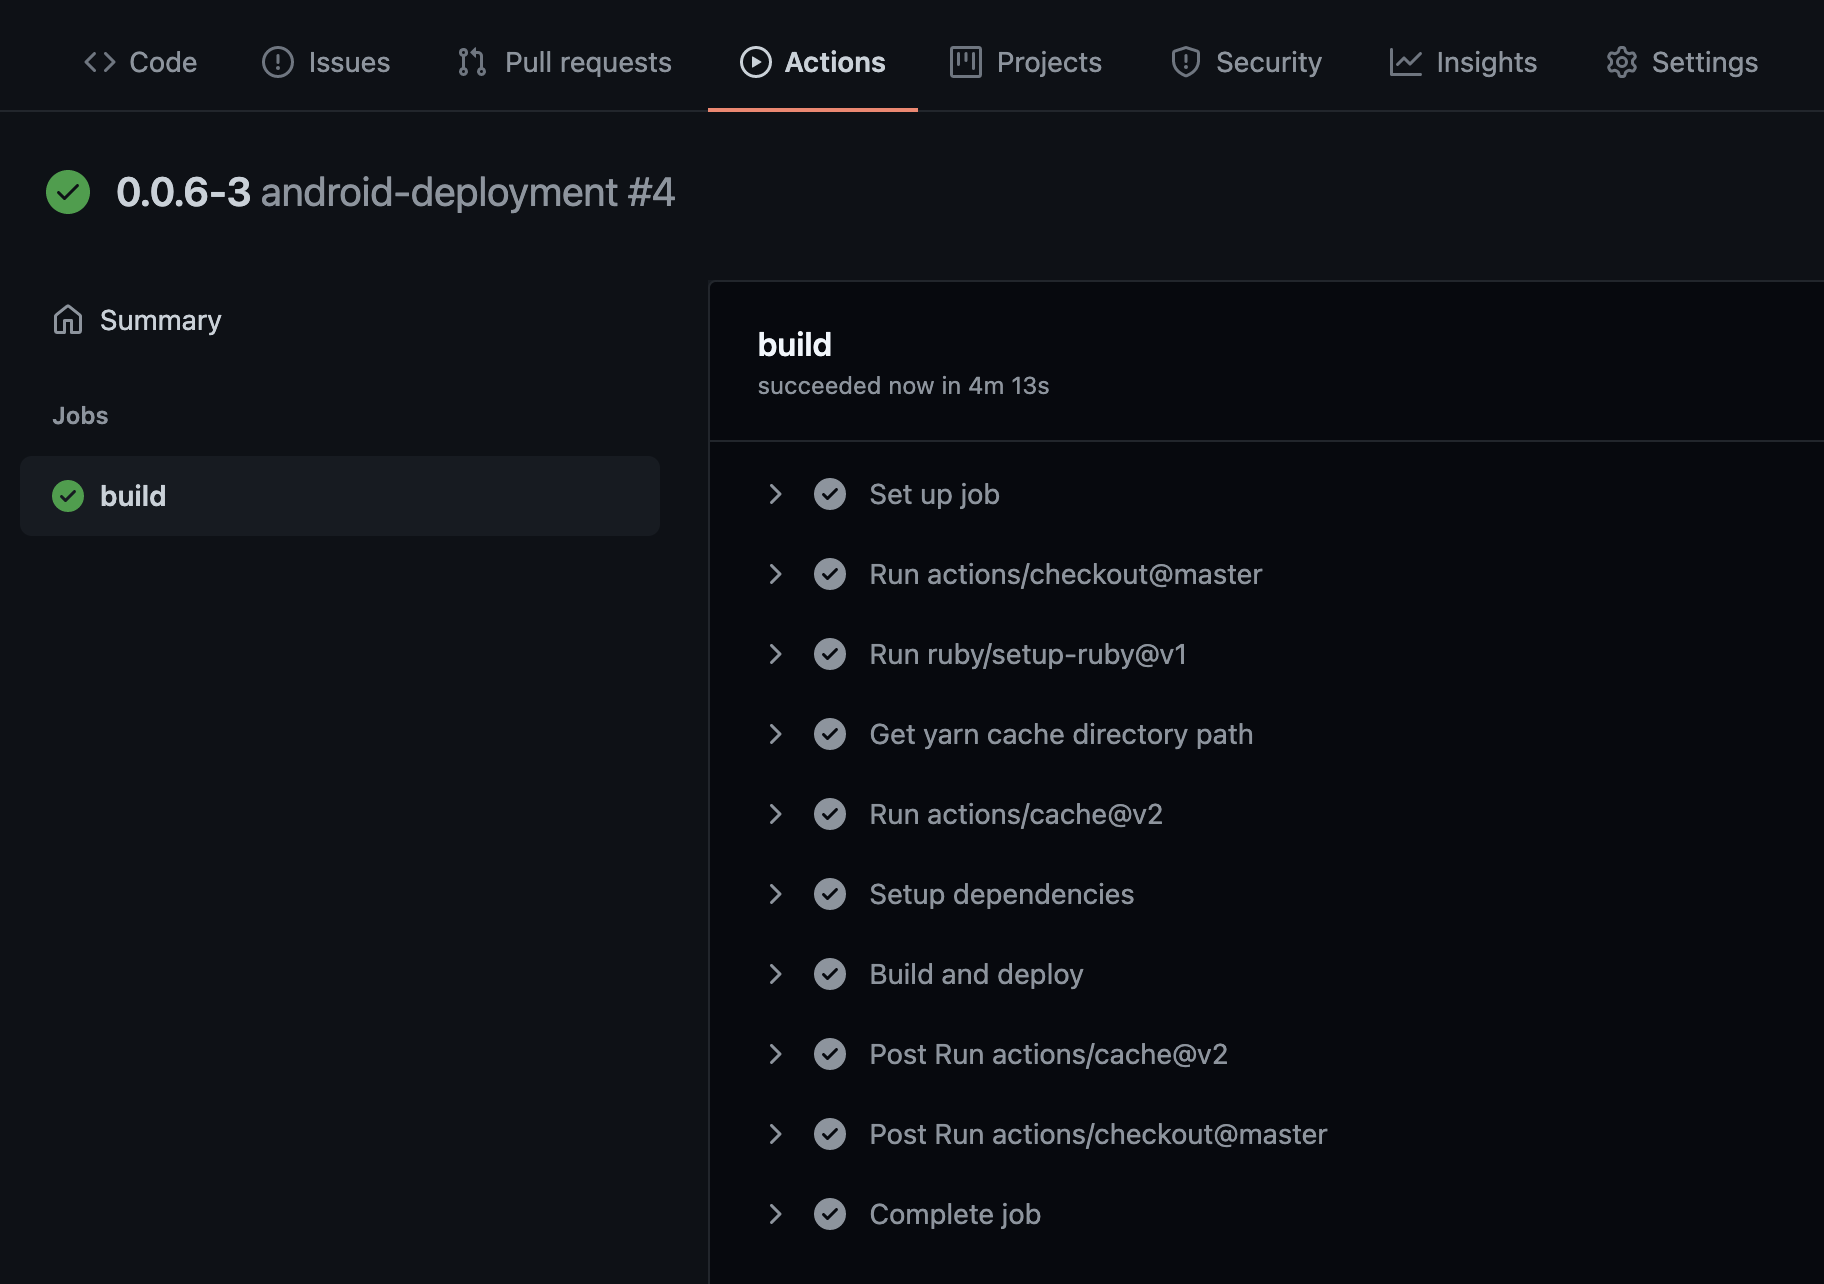 Code Issues Pull requests Actions Projects Security Insights Settings
0.0.6-3 android-deployment #4
Summary
Jobs
build
build
succeeded now in 4m 13s
Set up job
Run actions/checkout@master
Run ruby/setup-ruby@v1
Get yarn cache directory path
Run actions/cache@v2
Setup dependencies
Build and deploy
Post Run actions/cache@v2
Post Run actions/checkout@master
Complete job